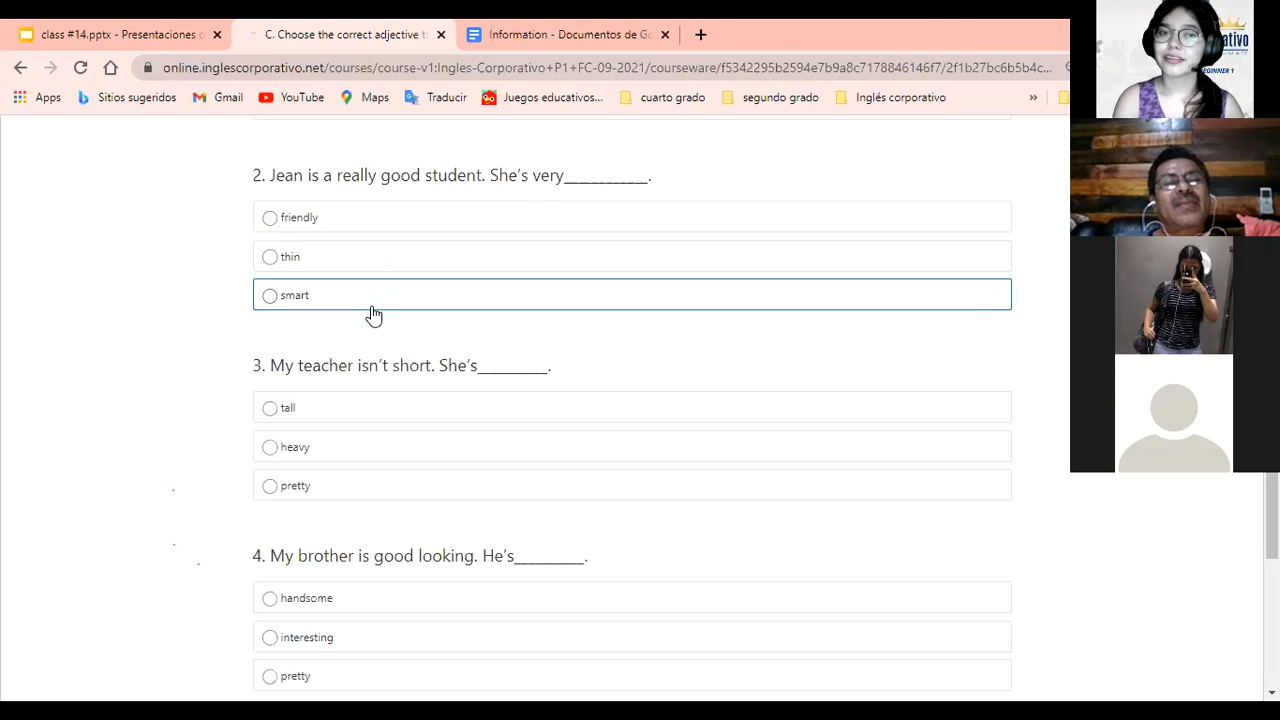 class #14.pptx - Presentaciones
C. Choose the correct adjective t
Information - Documentos de Go
online.inglescorporativo.net/courses/course-v1:Ingles-Corporativo+P1+FC-09-2021/courseware/f5342295b25e4e7b9a8c7178846146f7/2f1b27bc6b5b4c...
Apps
Sitios sugeridos
Gmail
YouTube
Maps
Traducir
Juegos educativos...
cuarto grado
segundo grado
Inglés corporativo
»
2. Jean is a really good student. She's very___________.
friendly
thin
smart
3. My teacher isn't short. She's_________.
tall
heavy
pretty
4. My brother is good looking. He's_________.
handsome
interesting
pretty